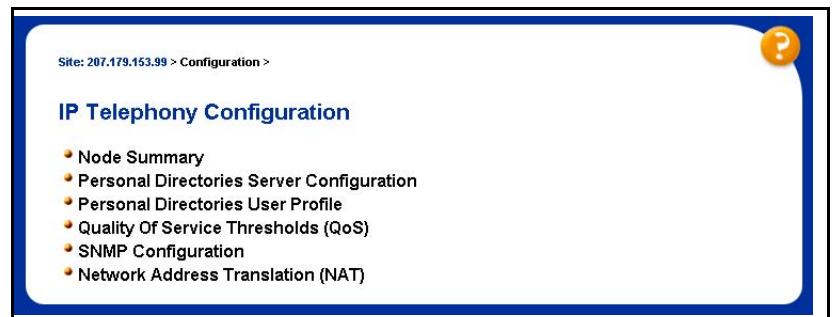 ?
Site: 207.179.153.99 > Configuration >
IP Telephony Configuration
Node Summary
Personal Directories Server Configuration
Personal Directories User Profile
Quality Of Service Thresholds (QoS)
SNMP Configuration
Network Address Translation (NAT)